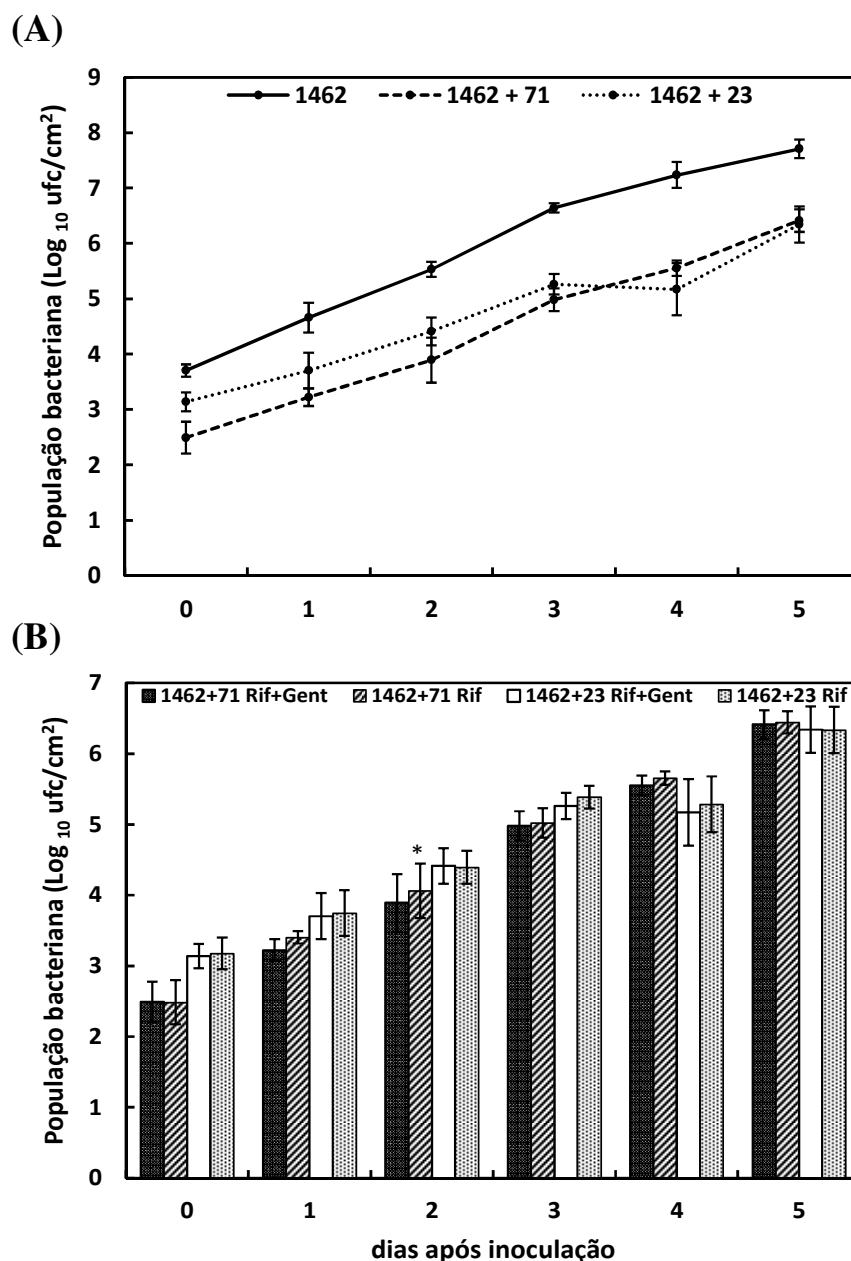 (A)
População bacteriana (Log 10 ufc/cm²)
1462 1462 + 71 1462 + 23
9
8
7
6
5
4
3
2
1
0
0 1 2 3 4 5
(B)
População bacteriana (Log 10 ufc/cm²)
1462+71 Rif+Gent 1462+71 Rif 1462+23 Rif+Gent 1462+23 Rif
7
6
5
4
3
2
1
0
*
0 1 2 3 4 5
dias após inoculação